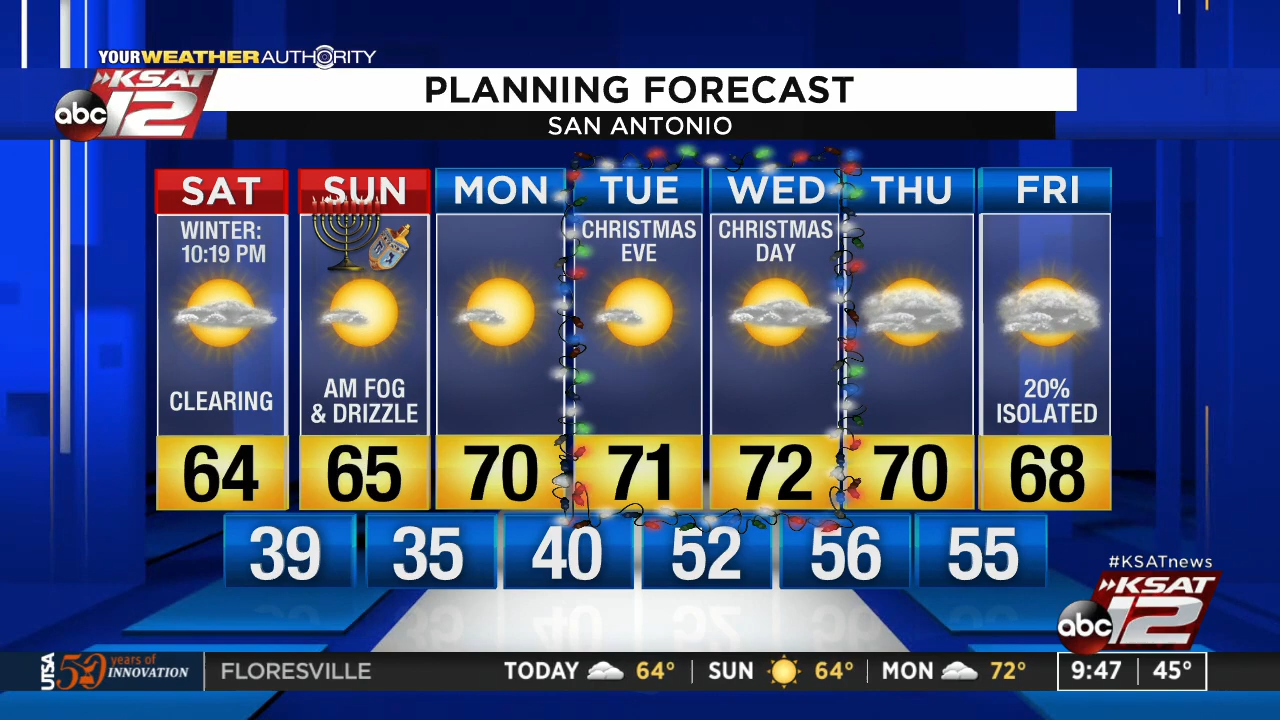 YOUR WEATHER AUTHORITY
KSAT
abc 12
PLANNING FORECAST
SAN ANTONIO
SAT SUN MON TUE WED THU FRI
WINTER:
10:19 PM
CHRISTMAS
EVE
CHRISTMAS
DAY
CLEARING
AM FOG
& DRIZZLE
20%
ISOLATED
64 65 70 71 72 70 68
39 35 40 52 56 55
#KSATnews
KSAT
abc 12
UTSA 50 years of
INNOVATION
FLORESVILLE TODAY 64° SUN 64° MON 72° 9:47 45°